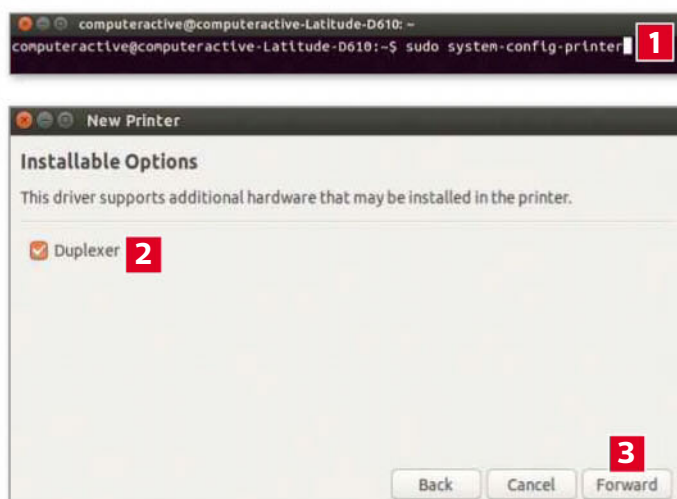 computeractive@computeractive-Latitude-D610: ~
computeractive@computeractive-Latitude-D610:~$ sudo system-config-printer
1
New Printer
Installable Options
This driver supports additional hardware that may be installed in the printer.
Duplexer 2
3
Back Cancel Forward